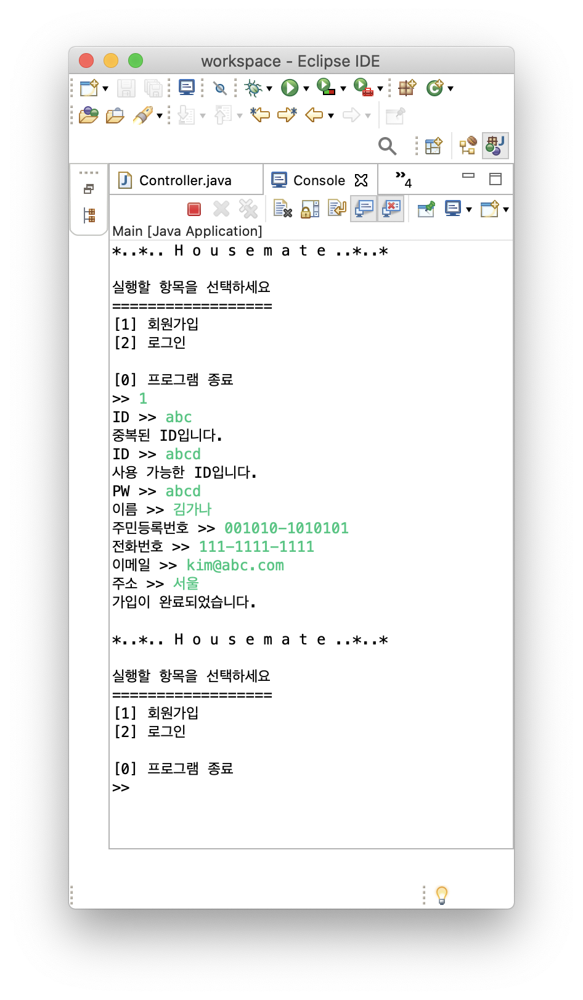 workspace - Eclipse IDE
Controller.java
Console
»4
Main [Java Application]
*..*.. H o u s e m a t e ..*..*
실행할 항목을 선택하세요
==================
[1] 회원가입
[2] 로그인
[0] 프로그램 종료
>> 1
ID >> abc
중복된 ID입니다.
ID >> abcd
사용 가능한 ID입니다.
PW >> abcd
이름 >> 김가나
주민등록번호 >> 001010-1010101
전화번호 >> 111-1111-1111
이메일 >> kim@abc.com
주소 >> 서울
가입이 완료되었습니다.
*..*.. H o u s e m a t e ..*..*
실행할 항목을 선택하세요
==================
[1] 회원가입
[2] 로그인
[0] 프로그램 종료
>>